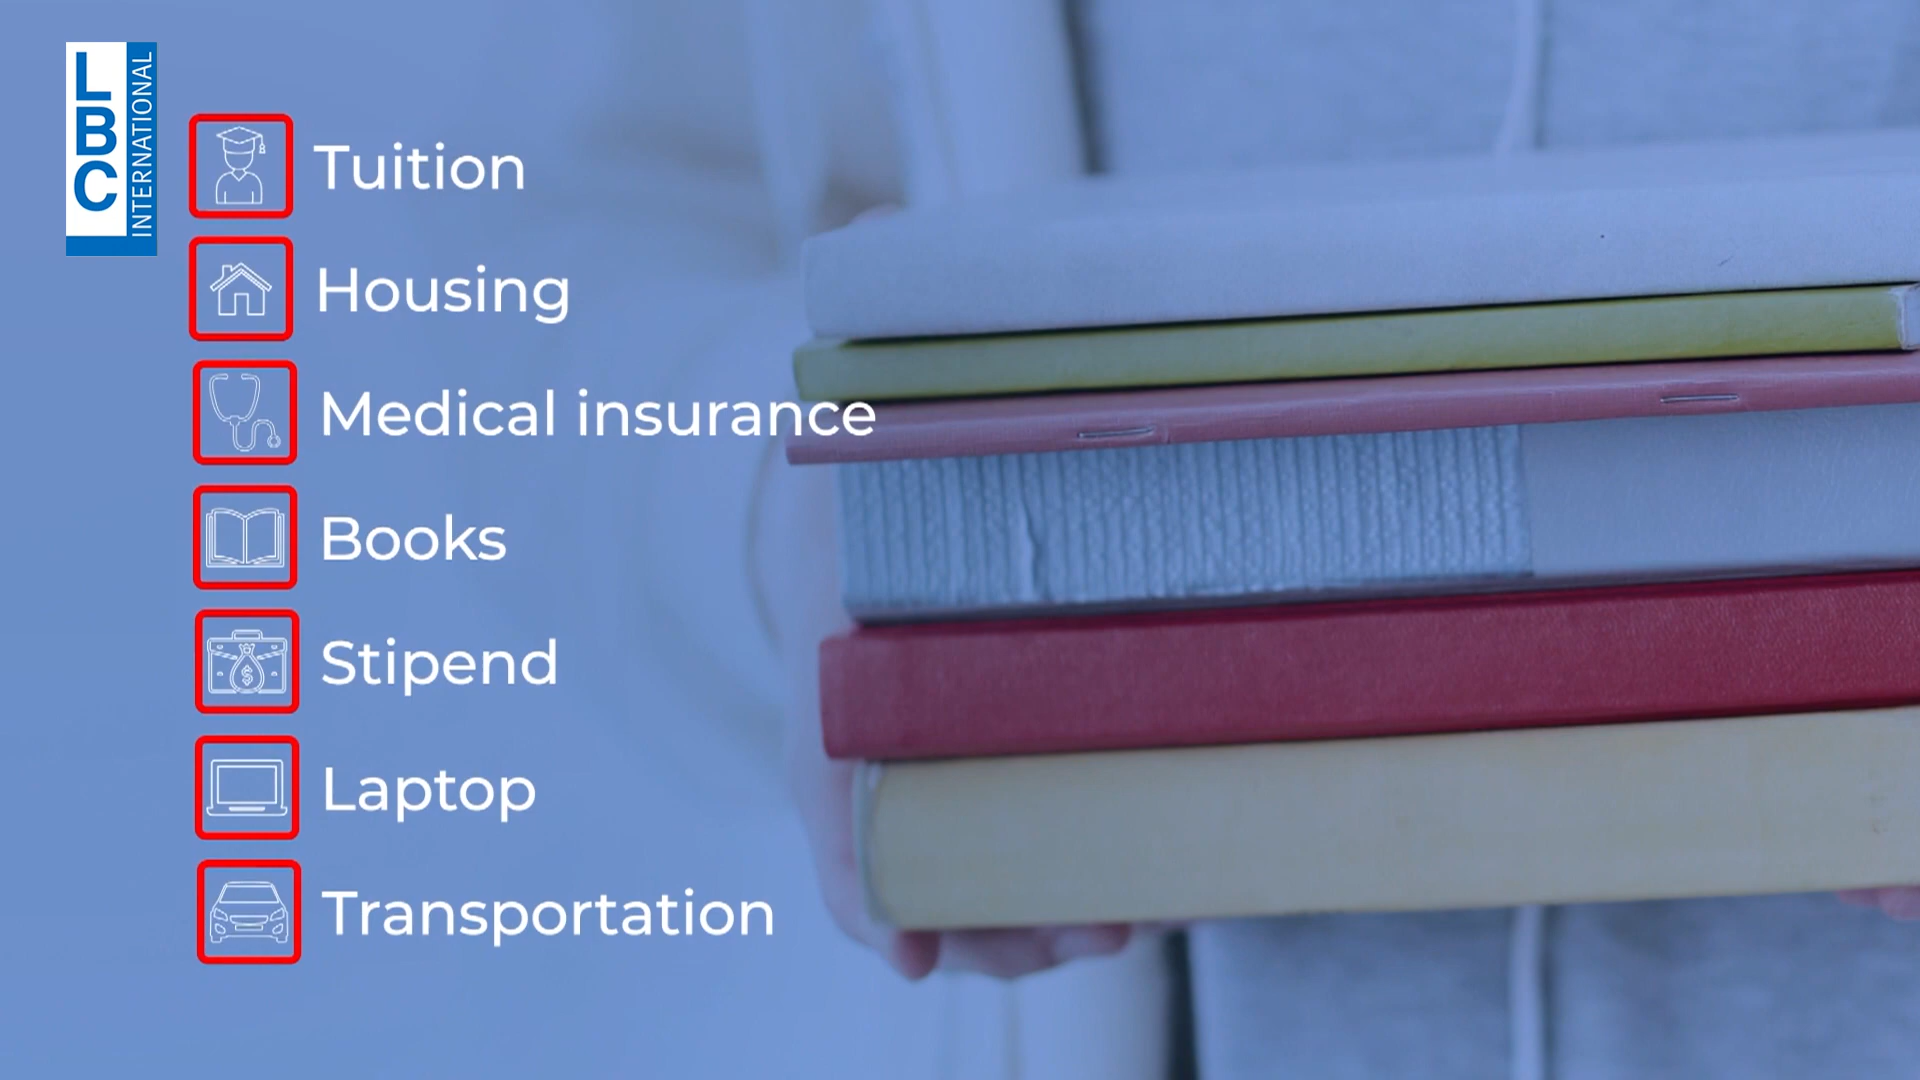 LBC
INTERNATIONAL
Tuition
Housing
Medical insurance
Books
Stipend
$
Laptop
Transportation